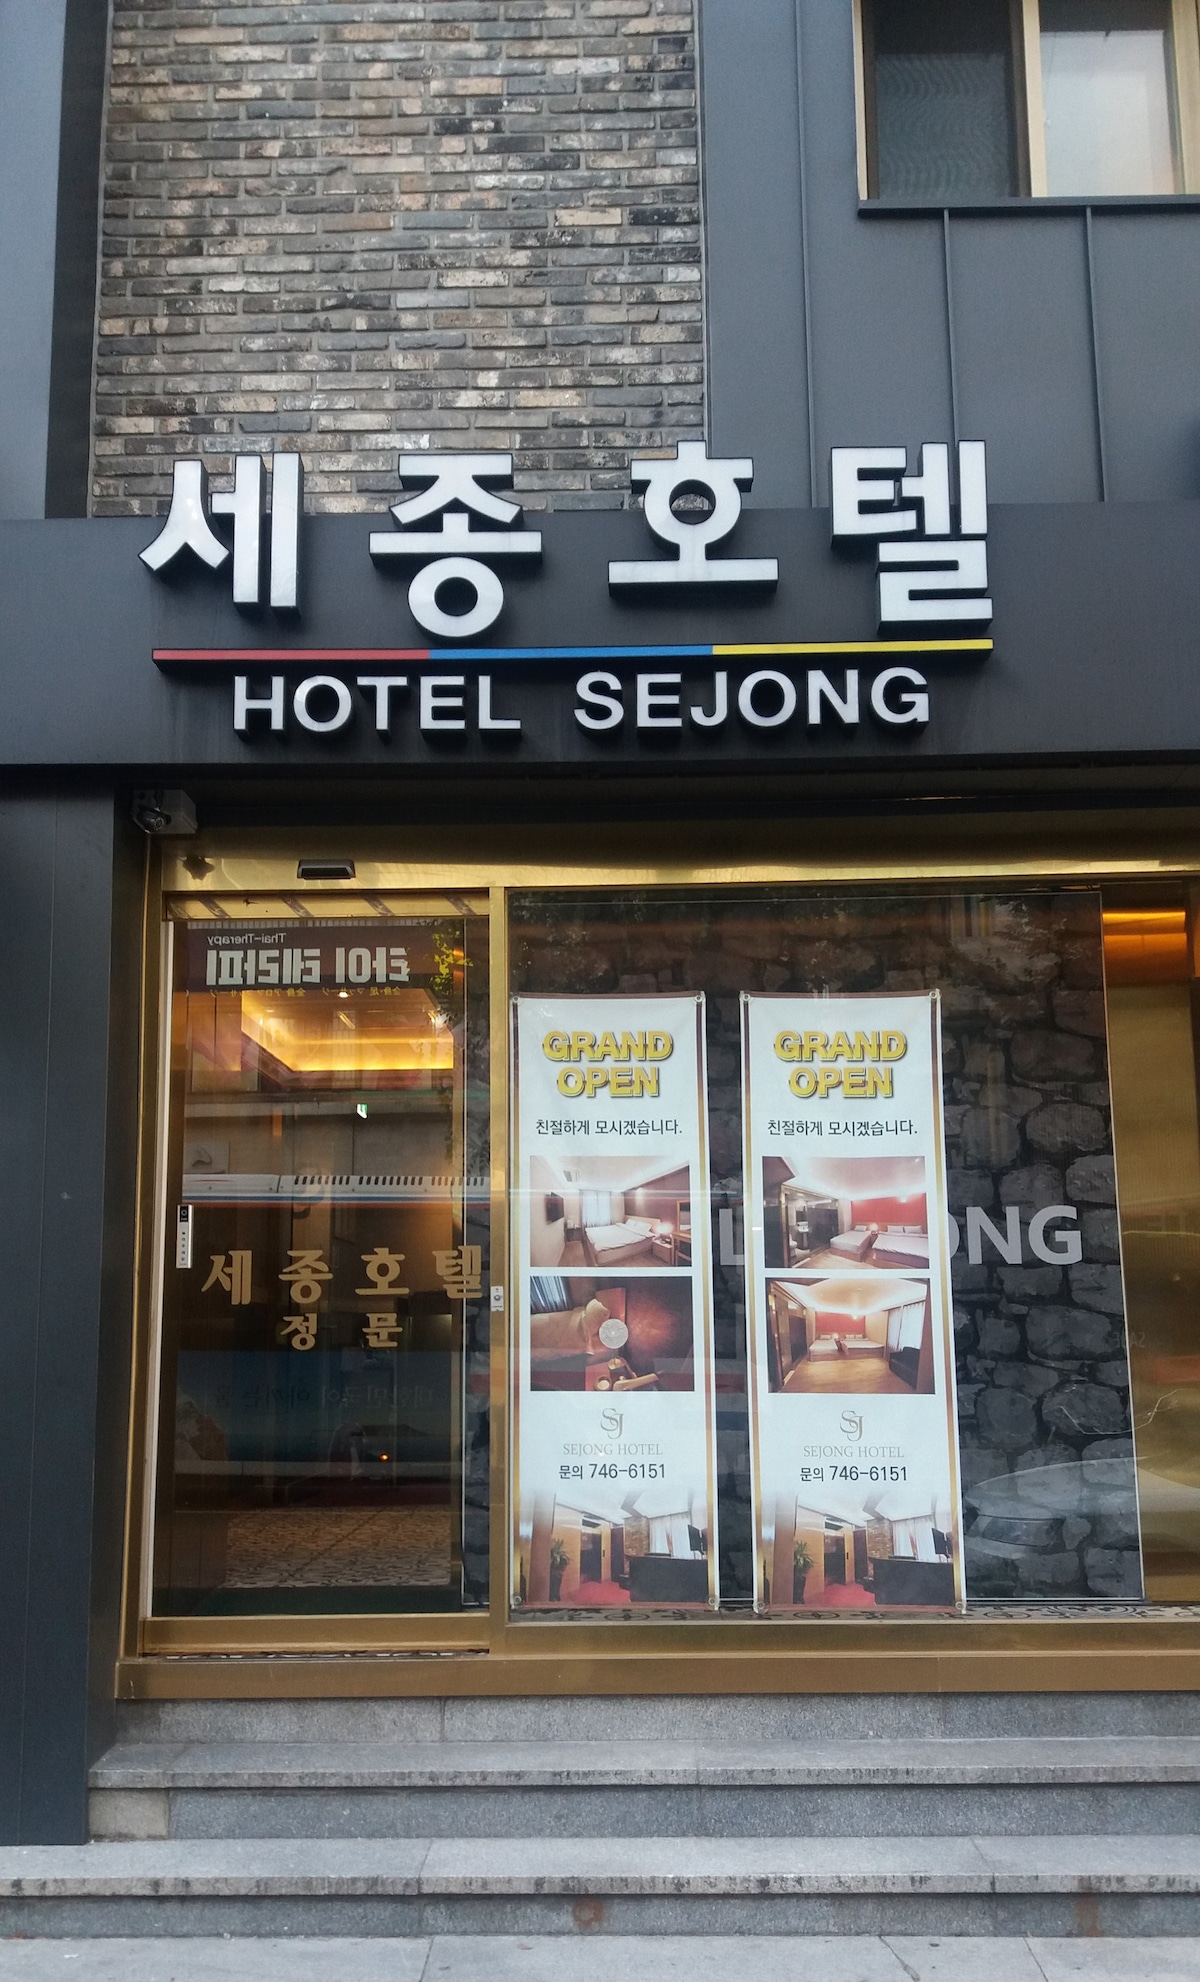 세종호텔
HOTEL SEJONG
Thai-Therapy
타이 테라피
GRAND
OPEN
친절하게 모시겠습니다.
SEJONG HOTEL
문의 746-6151
GRAND
OPEN
친절하게 모시겠습니다.
SEJONG HOTEL
문의 746-6151
ONG
세종호텔
정문